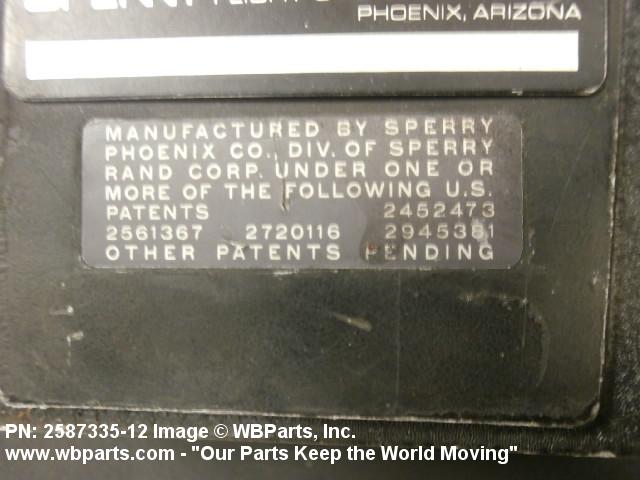 SPERRY FLIGHT
PHOENIX, ARIZONA
MANUFACTURED BY SPERRY
PHOENIX CO., DIV. OF SPERRY
RAND CORP. UNDER ONE OR
MORE OF THE FOLLOWING U.S.
PATENTS 2452473
2561367 2720116 2945381
OTHER PATENTS PENDING
PN: 2587335-12 Image © WBParts, Inc.
www.wbparts.com - "Our Parts Keep the World Moving"